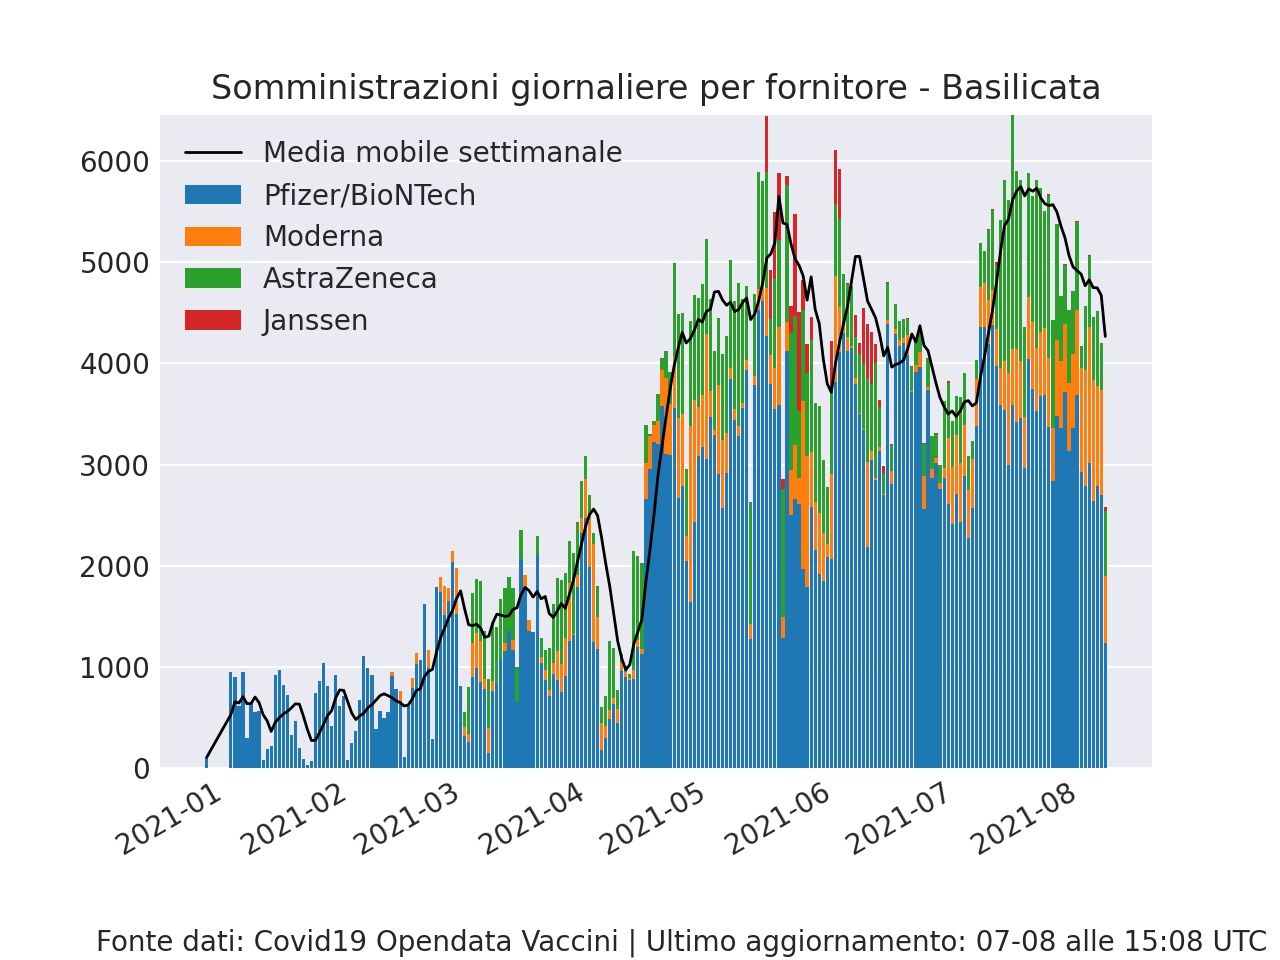 Somministrazioni giornaliere per fornitore - Basilicata
Media mobile settimanale
Pfizer/BioNTech
Moderna
AstraZeneca
Janssen
6000
5000
4000
3000
2000
1000
0
2021-01
2021-02
2021-03
2021-04
2021-05
2021-06
2021-07
2021-08
Fonte dati: Covid19 Opendata Vaccini | Ultimo aggiornamento: 07-08 alle 15:08 UTC